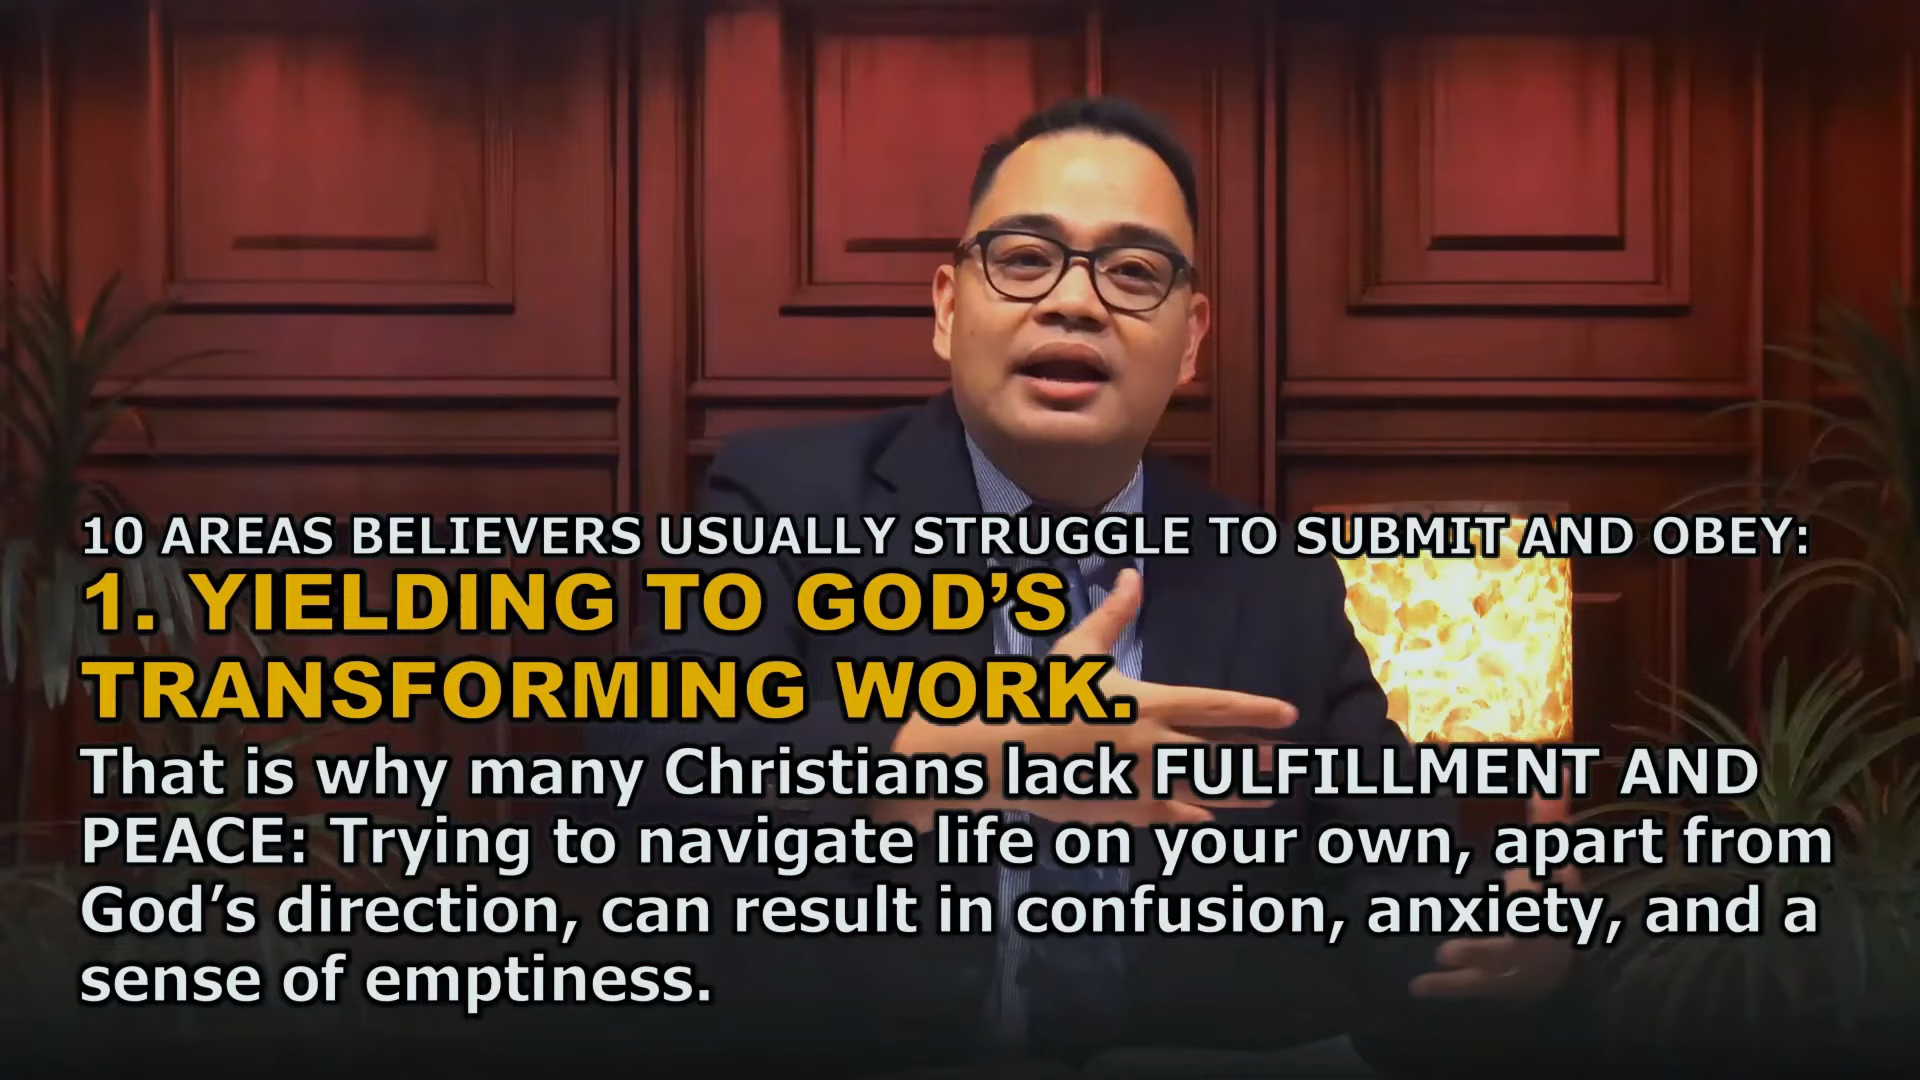 10 AREAS BELIEVERS USUALLY STRUGGLE TO SUBMIT AND OBEY:
1. YIELDING TO GOD’S
TRANSFORMING WORK.
That is why many Christians lack FULFILLMENT AND
PEACE: Trying to navigate life on your own, apart from
God’s direction, can result in confusion, anxiety, and a
sense of emptiness.